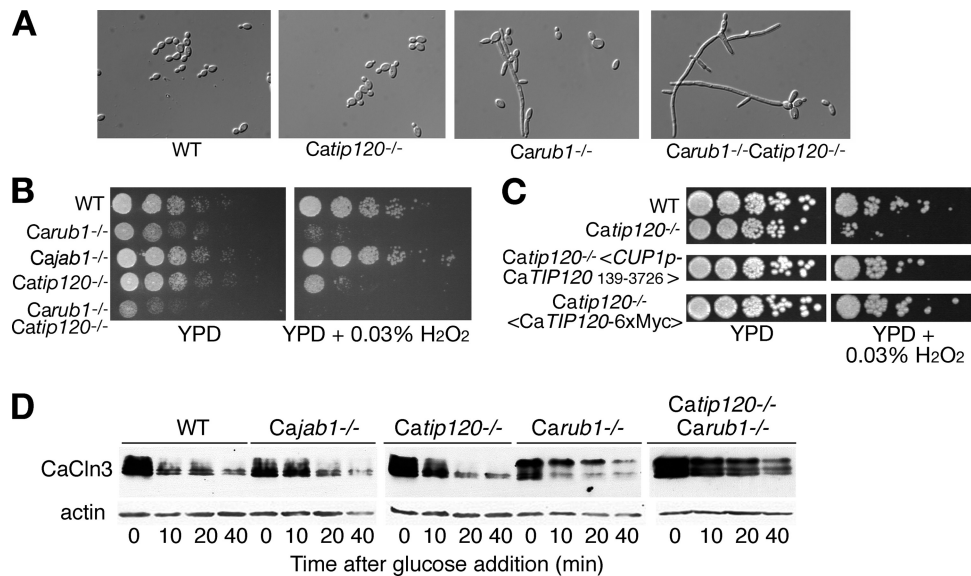 A
WT
Catip120-/-
Carub1-/-
Carub1-/-Catip120-/-
B
WT
Carub1-/-
Cajab1-/-
Catip120-/-
Carub1-/-
Catip120-/-
YPD
YPD + 0.03% H2O2
C
WT
Catip120-/-
Catip120-/- <CUP1p-
CaTIP120 139-3726 >
Catip120-/-
<CaTIP120-6xMyc>
YPD
YPD +
0.03% H2O2
D
WT
Cajab1-/-
Catip120-/-
Carub1-/-
Catip120-/-
Carub1-/-
CaCln3
actin
0 10 20 40 0 10 20 40 0 10 20 40 0 10 20 40 0 10 20 40
Time after glucose addition (min)